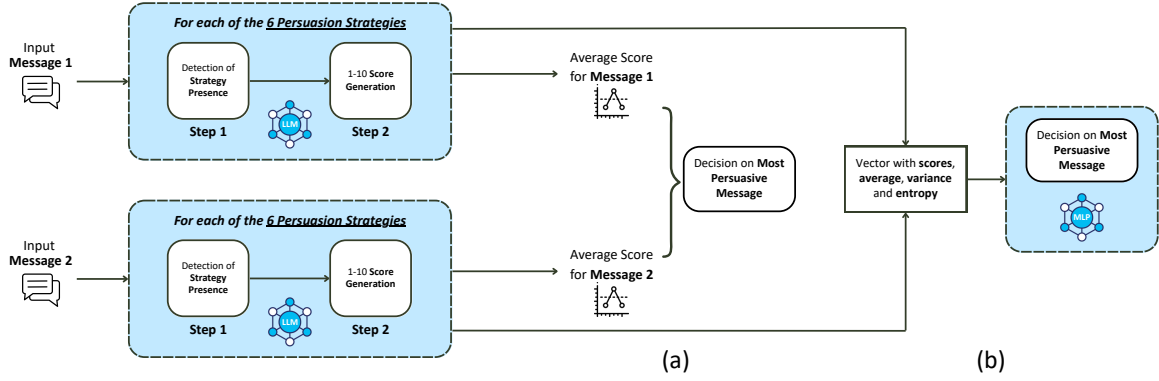 For each of the 6 Persuasion Strategies
Input
Message 1
Detection of
Strategy
Presence
1-10 Score
Generation
LLM
Step 1
Step 2
Average Score
for Message 1
For each of the 6 Persuasion Strategies
Input
Message 2
Detection of
Strategy
Presence
1-10 Score
Generation
LLM
Step 1
Step 2
Average Score
for Message 2
Decision on Most
Persuasive
Message
(a)
Vector with scores,
average, variance
and entropy
Decision on Most
Persuasive
Message
MLP
(b)